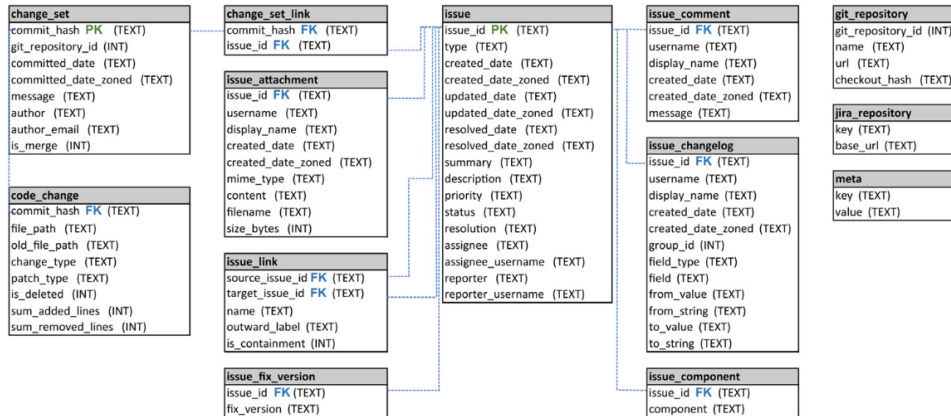 change_set
commit_hash PK (TEXT)
git_repository_id (INT)
committed_date (TEXT)
committed_date_zoned (TEXT)
message (TEXT)
author (TEXT)
author_email (TEXT)
is_merge (INT)
code_change
commit_hash FK (TEXT)
file_path (TEXT)
old_file_path (TEXT)
change_type (TEXT)
patch_type (TEXT)
is_deleted (INT)
sum_added_lines (INT)
sum_removed_lines (INT)
change_set_link
commit_hash FK (TEXT)
issue_id FK (TEXT)
issue_attachment
issue_id FK (TEXT)
username (TEXT)
display_name (TEXT)
created_date (TEXT)
created_date_zoned (TEXT)
mime_type (TEXT)
content (TEXT)
filename (TEXT)
size_bytes (INT)
issue_link
source_issue_id FK (TEXT)
target_issue_id FK (TEXT)
name (TEXT)
outward_label (TEXT)
is_containment (INT)
issue_fix_version
issue_id FK (TEXT)
fix_version (TEXT)
issue
issue_id PK (TEXT)
type (TEXT)
created_date (TEXT)
created_date_zoned (TEXT)
updated_date (TEXT)
updated_date_zoned (TEXT)
resolved_date (TEXT)
resolved_date_zoned (TEXT)
summary (TEXT)
description (TEXT)
priority (TEXT)
status (TEXT)
resolution (TEXT)
assignee (TEXT)
assignee_username (TEXT)
reporter (TEXT)
reporter_username (TEXT)
issue_comment
issue_id FK (TEXT)
username (TEXT)
display_name (TEXT)
created_date (TEXT)
created_date_zoned (TEXT)
message (TEXT)
issue_changelog
issue_id FK (TEXT)
username (TEXT)
display_name (TEXT)
created_date (TEXT)
created_date_zoned (TEXT)
group_id (INT)
field_type (TEXT)
field (TEXT)
from_value (TEXT)
from_string (TEXT)
to_value (TEXT)
to_string (TEXT)
issue_component
issue_id FK (TEXT)
component (TEXT)
git_repository
git_repository_id (INT)
name (TEXT)
url (TEXT)
checkout_hash (TEXT)
jira_repository
key (TEXT)
base_url (TEXT)
meta
key (TEXT)
value (TEXT)